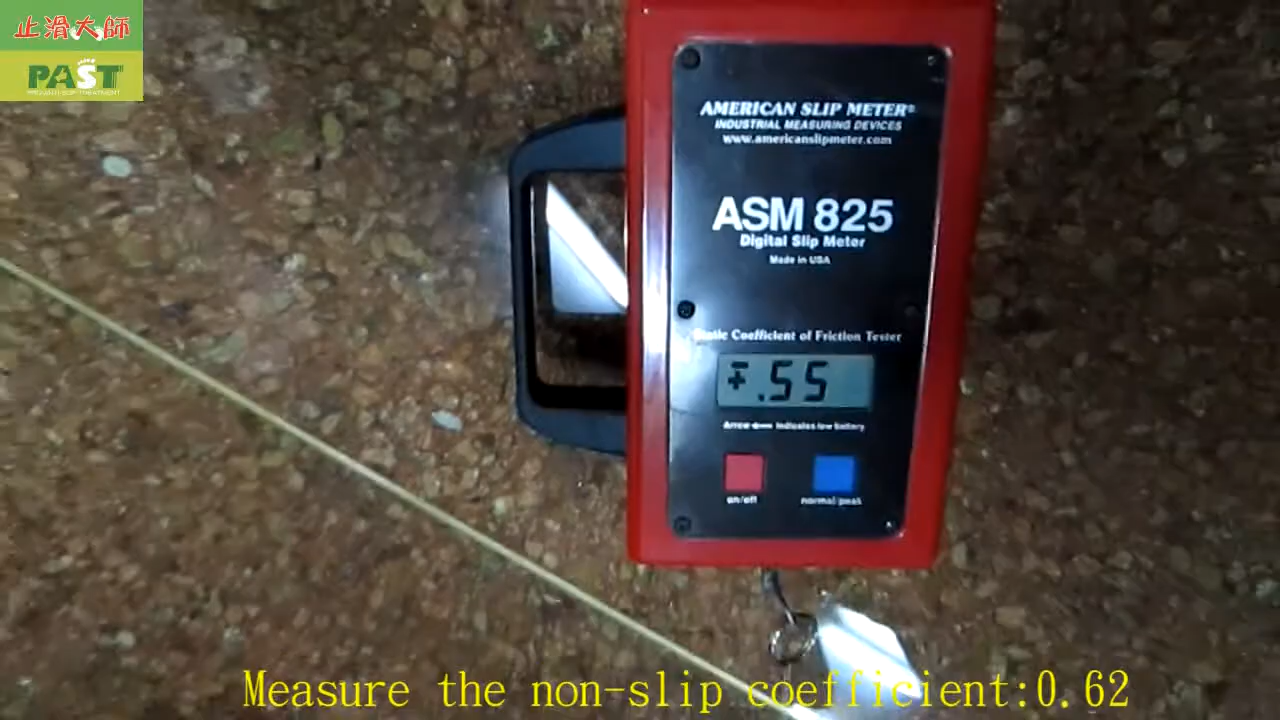 止滑大師
PAST
AMERICAN SLIP METER®
INDUSTRIAL MEASURING DEVICES
www.americanslipmeter.com
ASM 825
Digital Slip Meter
Made in USA
Static Coefficient of Friction Tester
.55
Arrow ← indicates low battery
on/off normal/peak
Measure the non-slip coefficient:0.62